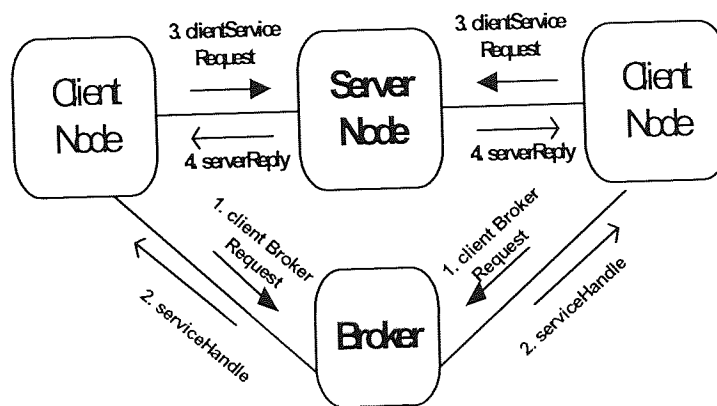 3. clientService
Request
3. clientService
Request
Client
Node
Server
Node
Client
Node
4. serverReply
4. serverReply
1. client Broker
Request
1. client Broker
Request
2. serviceHandle
2. serviceHandle
Broker